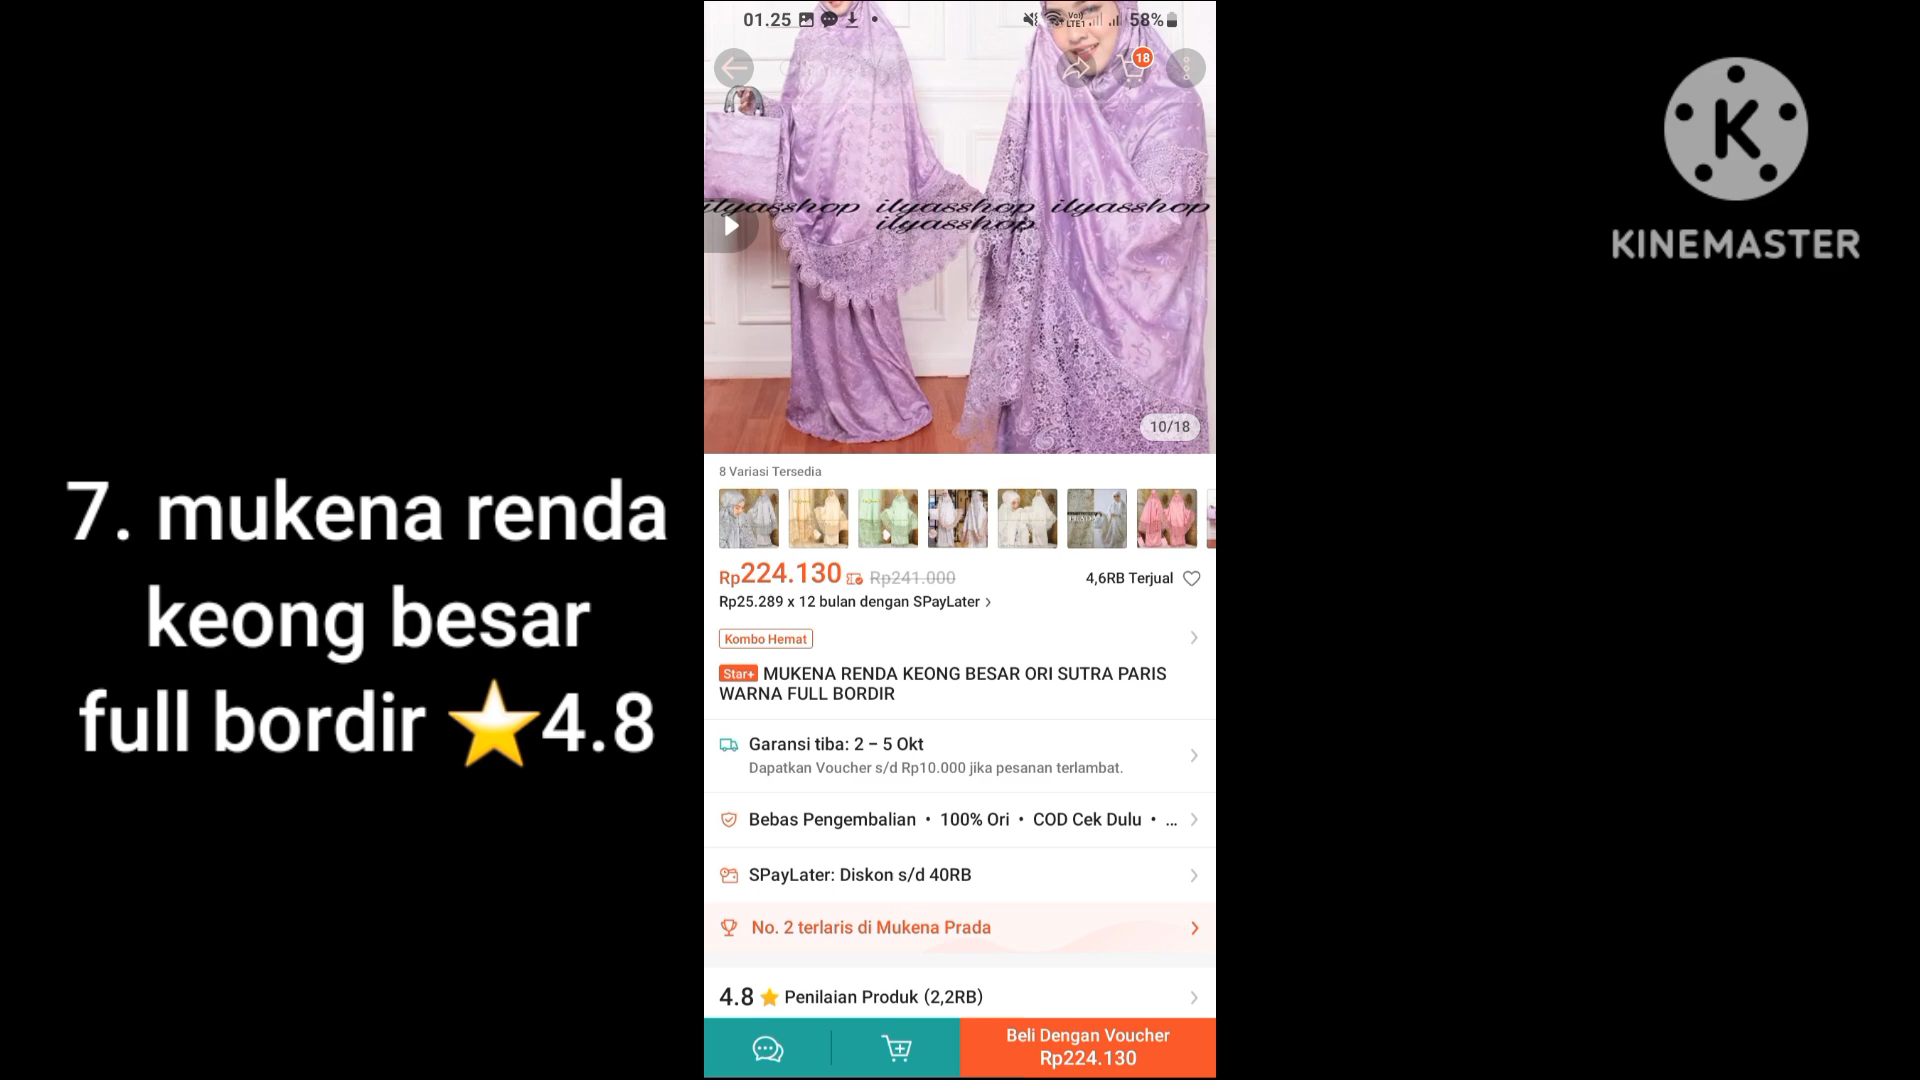 01.25
Vo) LTE1
58%
18
ilyasshop ilyasshop ilyasshop
ilyasshop
10/18
8 Variasi Tersedia
Rp224.130 Rp241.000 4,6RB Terjual
Rp25.289 x 12 bulan dengan SPayLater >
Kombo Hemat
Star+ MUKENA RENDA KEONG BESAR ORI SUTRA PARIS
WARNA FULL BORDIR
Garansi tiba: 2 – 5 Okt
Dapatkan Voucher s/d Rp10.000 jika pesanan terlambat.
Bebas Pengembalian • 100% Ori • COD Cek Dulu • ...
SPayLater: Diskon s/d 40RB
No. 2 terlaris di Mukena Prada
4.8 ⭐ Penilaian Produk (2,2RB)
Beli Dengan Voucher
Rp224.130
7. mukena renda
keong besar
full bordir ⭐4.8
K
KINEMASTER